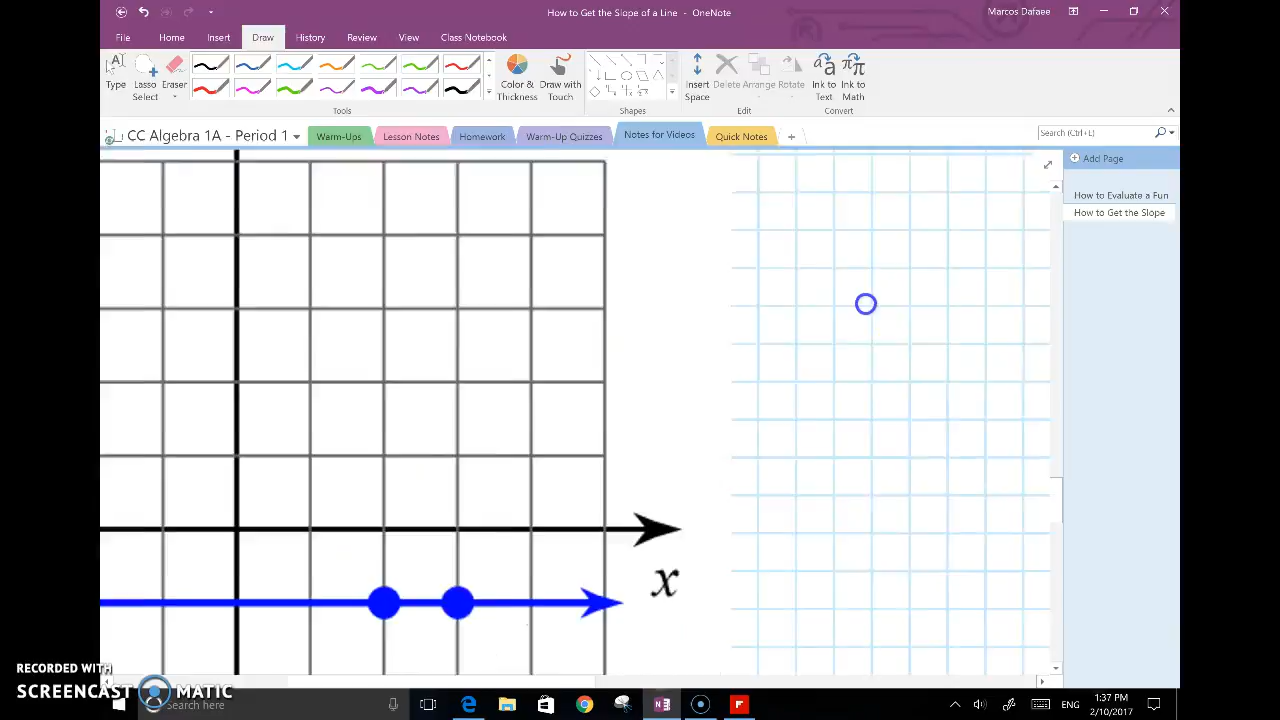 How to Get the Slope of a Line - OneNote
Marcos Dafaee
File Home Insert Draw History Review View Class Notebook
Type Lasso Select Eraser Color & Thickness Draw with Touch Insert Space Delete Arrange Rotate Ink to Text Ink to Math
Tools Shapes Edit Convert
CC Algebra 1A - Period 1 Warm-Ups Lesson Notes Homework Warm-Up Quizzes Notes for Videos Quick Notes Search (Ctrl+E)
Add Page
How to Evaluate a Fun
How to Get the Slope
x
RECORDED WITH
SCREENCAST MATIC
Search here
ENG
1:37 PM
2/10/2017